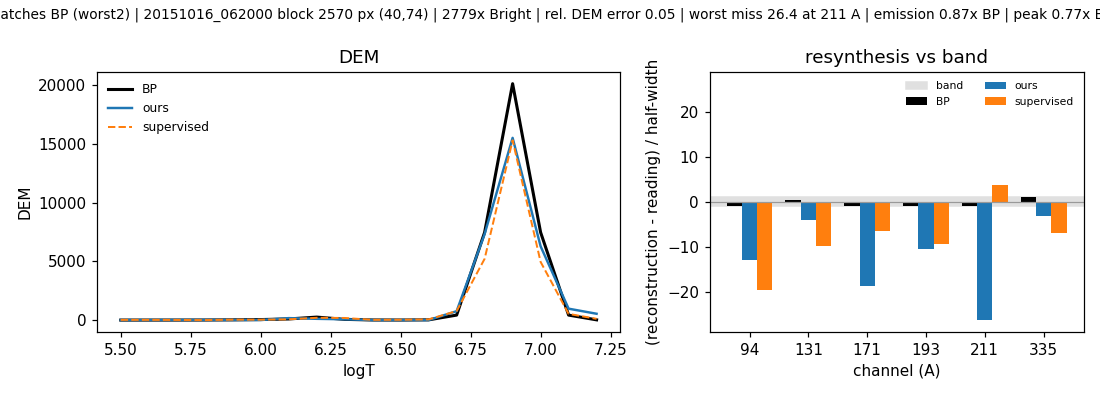 atches BP (worst2) | 20151016_062000 block 2570 px (40,74) | 2779x Bright | rel. DEM error 0.05 | worst miss 26.4 at 211 A | emission 0.87x BP | peak 0.77x
DEM
BP
ours
supervised
20000
15000
10000
5000
0
DEM
5.50 5.75 6.00 6.25 6.50 6.75 7.00 7.25
logT
resynthesis vs band
band
BP
ours
supervised
20
10
0
−10
−20
(reconstruction - reading) / half-width
94 131 171 193 211 335
channel (A)